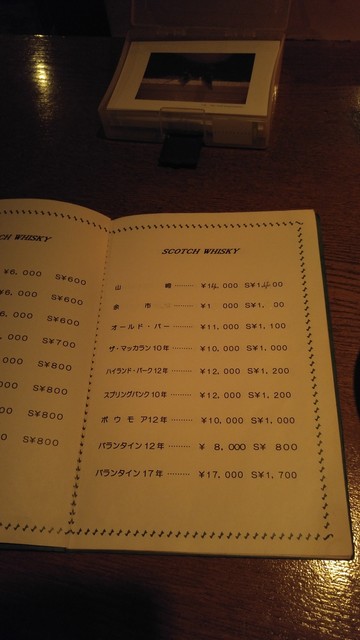 CH WHISKY
¥6,000 S¥600
¥6,000 S¥600
,000 S¥600
,000 S¥700
000 S¥800
000 S¥800
00 S¥800
0 S¥800
SCOTCH WHISKY
山 崎 ········· ¥14,000 S¥1,400
余 市 ¥1 000 S¥1, 00
オールド・パー ········· ¥11,000 S¥1,100
ザ・マッカラン10年 ········· ¥10,000 S¥1,000
ハイランド・パーク12年 ········· ¥12,000 S¥1,200
スプリングバンク10年 ········· ¥12,000 S¥1,200
ボウモア12年 ········· ¥10,000 S¥1,000
バランタイン12年 ········· ¥ 8,000 S¥ 800
バランタイン17年 ········· ¥17,000 S¥1,700